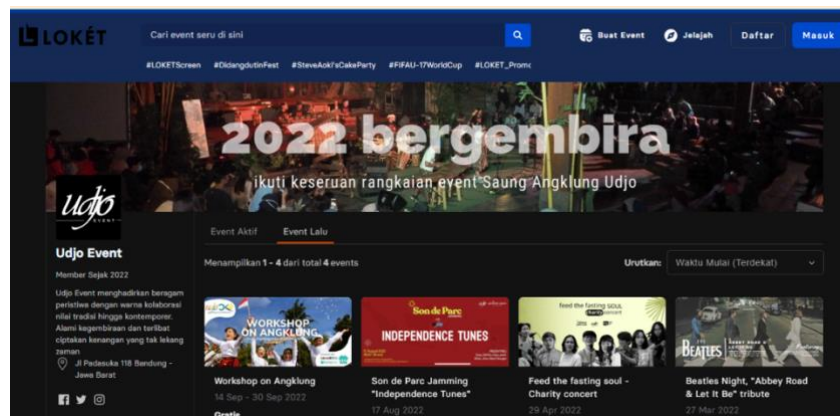 LOKÉT
Cari event seru di sini
Buat Event
Jelajah
Daftar
Masuk
#LOKETScreen #DidangdutinFest #SteveAoki'sCakeParty #FIFAU-17WorldCup #LOKET_Promo
2022 bergembira
ikuti keseruan rangkaian event Saung Angklung Udjo
Udjo
EVENT
Udjo Event
Member Sejak 2022
Udjo Event menghadirkan beragam
peristiwa dengan warna kolaborasi
nilai tradisi hingga kontemporer.
Alami kegembiraan dan terlibat
ciptakan kenangan yang tak lekang
zaman
Jl Padasuka 118 Bandung -
Jawa Barat
Event Aktif
Event Lalu
Menampilkan 1 - 4 dari total 4 events
Urutkan:
Waktu Mulai (Terdekat)
WORKSHOP
ON ANGKLUNG
Workshop on Angklung
14 Sep - 30 Sep 2022
Gratis
Son de Parc
INDEPENDENCE TUNES
Son de Parc Jamming
"Independence Tunes"
17 Aug 2022
feed the fasting soul
charity concert
Feed the fasting soul -
Charity concert
29 Apr 2022
BEATLES
Beatles Night, "Abbey Road
& Let It Be" tribute
27 Mar 2022